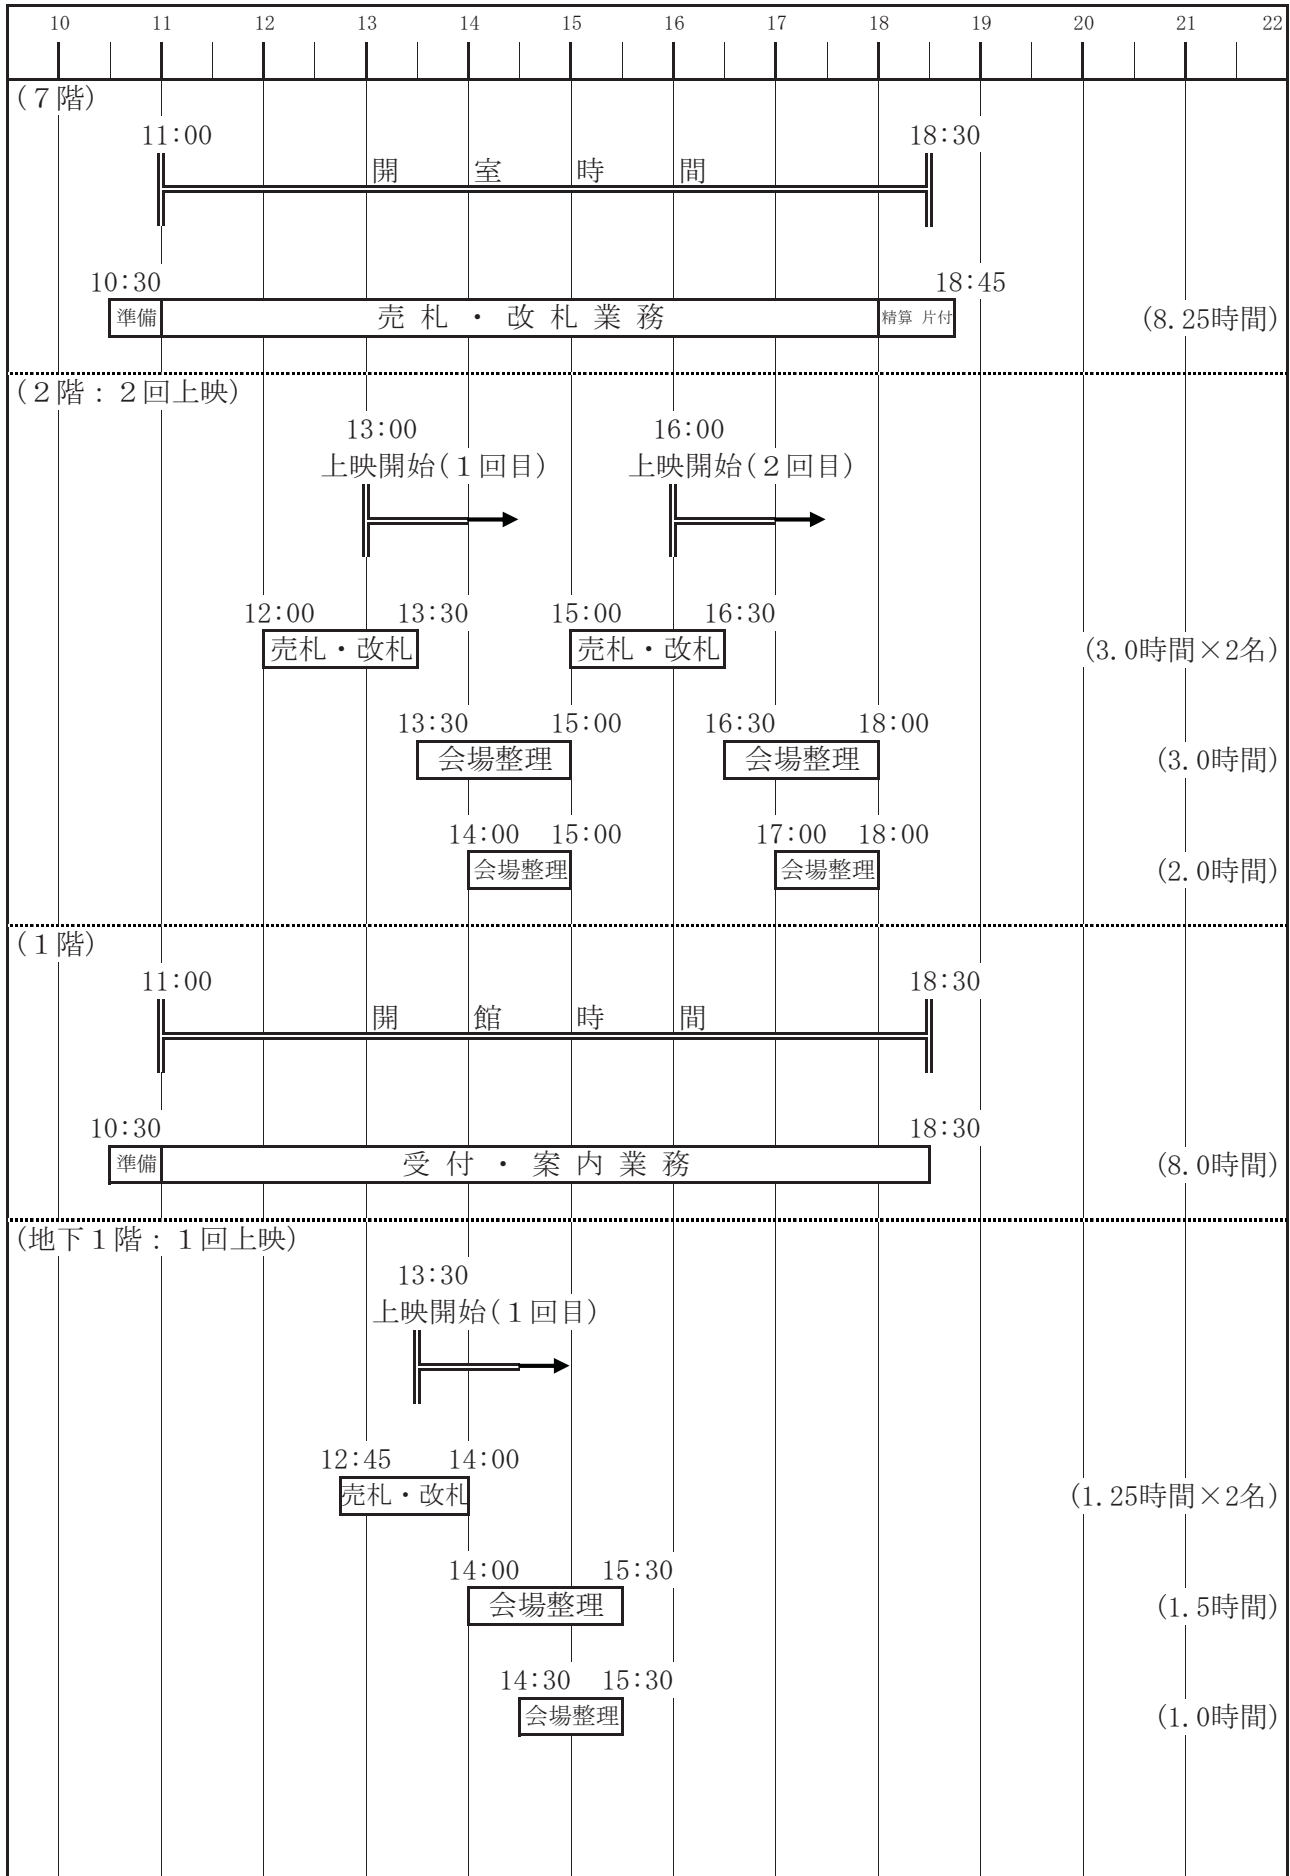 10 11 12 13 14 15 16 17 18 19 20 21 22
(７階)
11:00 18:30
開室時間
10:30 18:45
準備 売札・改札業務 精算 片付 (8.25時間)
(２階：２回上映)
13:00 16:00
上映開始(１回目) 上映開始(２回目)
12:00 13:30 15:00 16:30
売札・改札 売札・改札 (3.0時間×2名)
13:30 15:00 16:30 18:00
会場整理 会場整理 (3.0時間)
14:00 15:00 17:00 18:00
会場整理 会場整理 (2.0時間)
(１階)
11:00 18:30
開館時間
10:30 18:30
準備 受付・案内業務 (8.0時間)
(地下１階：１回上映)
13:30
上映開始(１回目)
12:45 14:00
売札・改札 (1.25時間×2名)
14:00 15:30
会場整理 (1.5時間)
14:30 15:30
会場整理 (1.0時間)